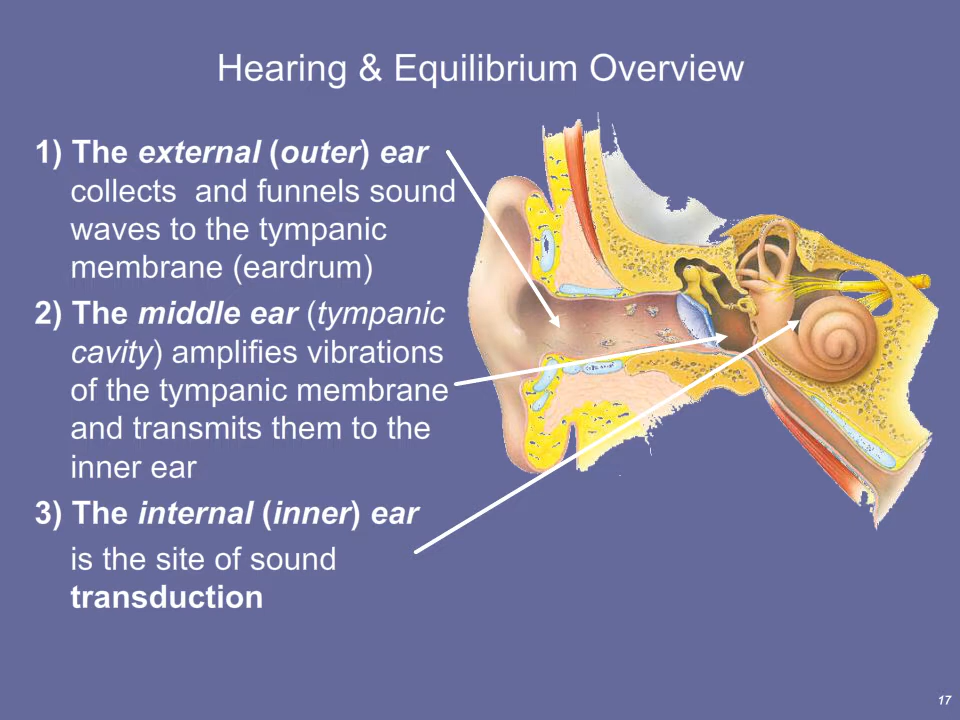 Hearing & Equilibrium Overview
1) The external (outer) ear
collects and funnels sound
waves to the tympanic
membrane (eardrum)
2) The middle ear (tympanic
cavity) amplifies vibrations
of the tympanic membrane
and transmits them to the
inner ear
3) The internal (inner) ear
is the site of sound
transduction
17